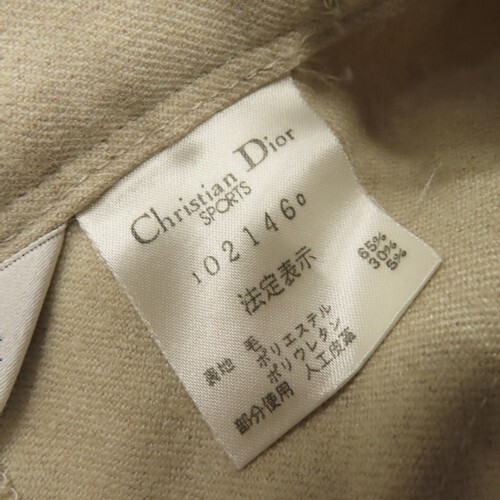 Christian Dior
SPORTS
1021460
法定表示
表地 毛 65%
ポリエステル 30%
ポリウレタン 5%
部分使用 人工皮革